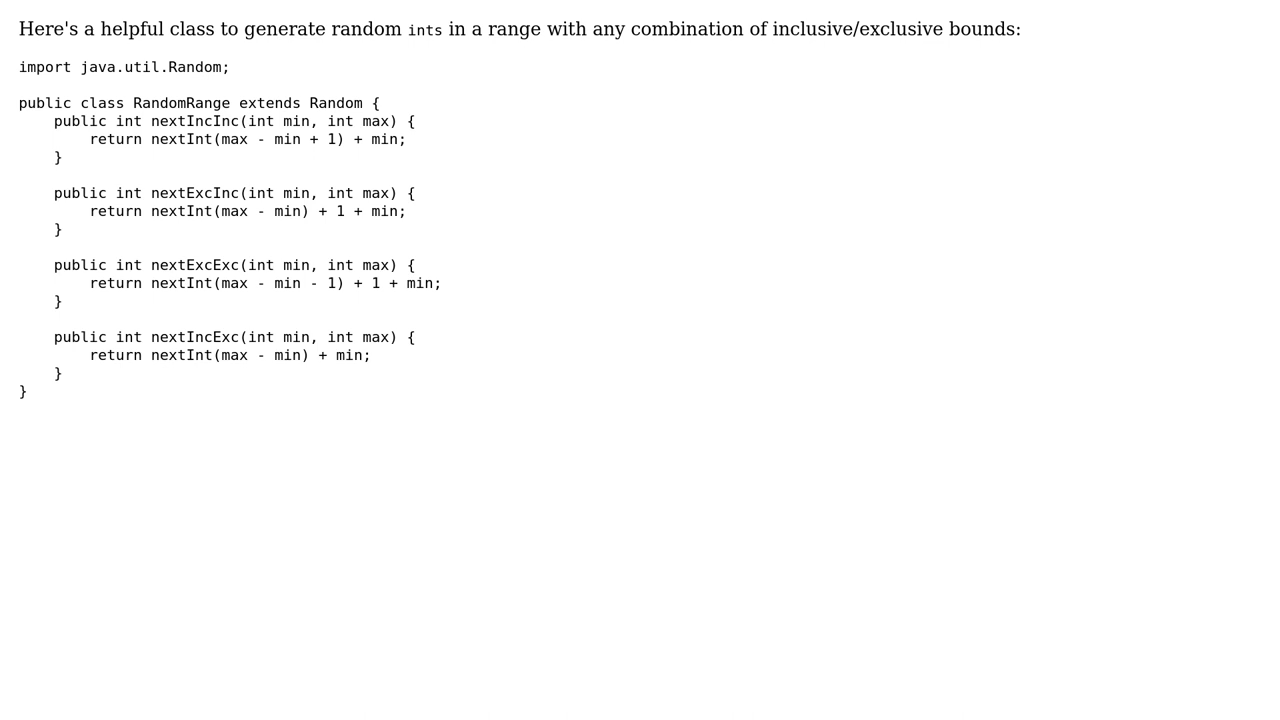 Here's a helpful class to generate random ints in a range with any combination of inclusive/exclusive bounds:
import java.util.Random;

public class RandomRange extends Random {
    public int nextIncInc(int min, int max) {
        return nextInt(max - min + 1) + min;
    }

    public int nextExcInc(int min, int max) {
        return nextInt(max - min) + 1 + min;
    }

    public int nextExcExc(int min, int max) {
        return nextInt(max - min - 1) + 1 + min;
    }

    public int nextIncExc(int min, int max) {
        return nextInt(max - min) + min;
    }
}